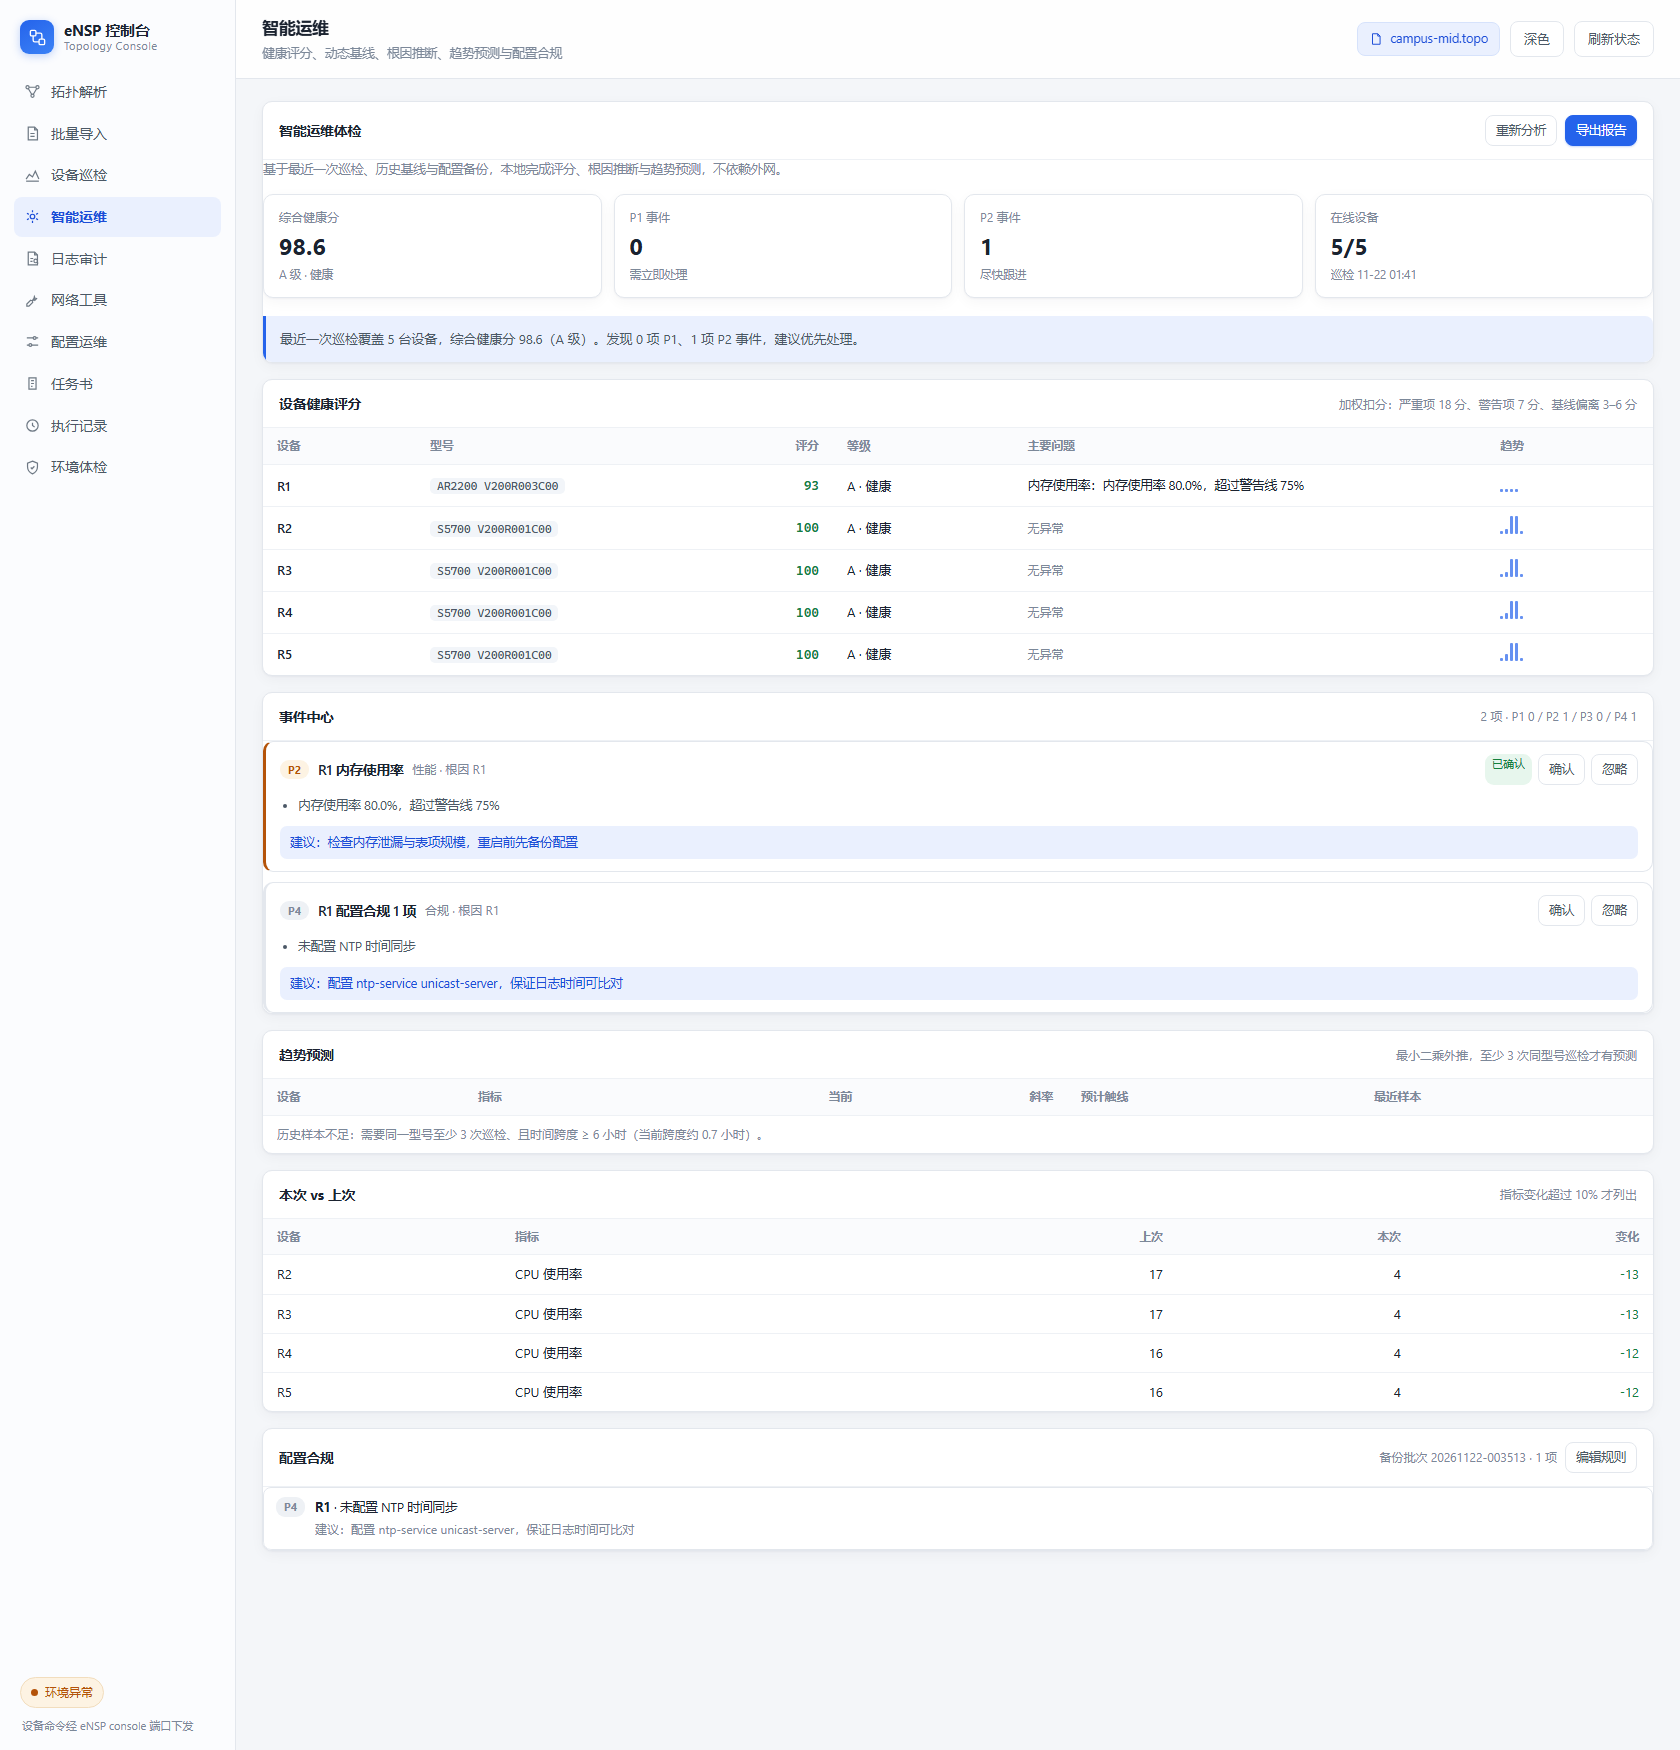 eNSP 控制台
Topology Console
拓扑解析
批量导入
设备巡检
智能运维
日志审计
网络工具
配置运维
任务书
执行记录
环境体检
环境异常
设备命令经 eNSP console 端口下发
智能运维
健康评分、动态基线、根因推断、趋势预测与配置合规
campus-mid.topo
深色
刷新状态
智能运维体检
重新分析
导出报告
基于最近一次巡检、历史基线与配置备份，本地完成评分、根因推断与趋势预测，不依赖外网。
综合健康分
98.6
A 级 · 健康
P1 事件
0
需立即处理
P2 事件
1
尽快跟进
在线设备
5/5
巡检 11-22 01:41
最近一次巡检覆盖 5 台设备，综合健康分 98.6（A 级）。发现 0 项 P1、1 项 P2 事件，建议优先处理。
设备健康评分
加权扣分：严重项 18 分、警告项 7 分、基线偏离 3–6 分
设备 型号 评分 等级 主要问题 趋势
R1 AR2200 V200R003C00 93 A · 健康 内存使用率：内存使用率 80.0%，超过警告线 75%
R2 S5700 V200R001C00 100 A · 健康 无异常
R3 S5700 V200R001C00 100 A · 健康 无异常
R4 S5700 V200R001C00 100 A · 健康 无异常
R5 S5700 V200R001C00 100 A · 健康 无异常
事件中心
2 项 · P1 0 / P2 1 / P3 0 / P4 1
P2 R1 内存使用率 性能 · 根因 R1
已确认 确认 忽略
• 内存使用率 80.0%，超过警告线 75%
建议：检查内存泄漏与表项规模，重启前先备份配置
P4 R1 配置合规 1 项 合规 · 根因 R1
确认 忽略
• 未配置 NTP 时间同步
建议：配置 ntp-service unicast-server，保证日志时间可比对
趋势预测
最小二乘外推，至少 3 次同型号巡检才有预测
设备 指标 当前 斜率 预计触线 最近样本
历史样本不足：需要同一型号至少 3 次巡检、且时间跨度 ≥ 6 小时（当前跨度约 0.7 小时）。
本次 vs 上次
指标变化超过 10% 才列出
设备 指标 上次 本次 变化
R2 CPU 使用率 17 4 -13
R3 CPU 使用率 17 4 -13
R4 CPU 使用率 16 4 -12
R5 CPU 使用率 16 4 -12
配置合规
备份批次 20261122-003513 · 1 项
编辑规则
P4 R1 · 未配置 NTP 时间同步
建议：配置 ntp-service unicast-server，保证日志时间可比对